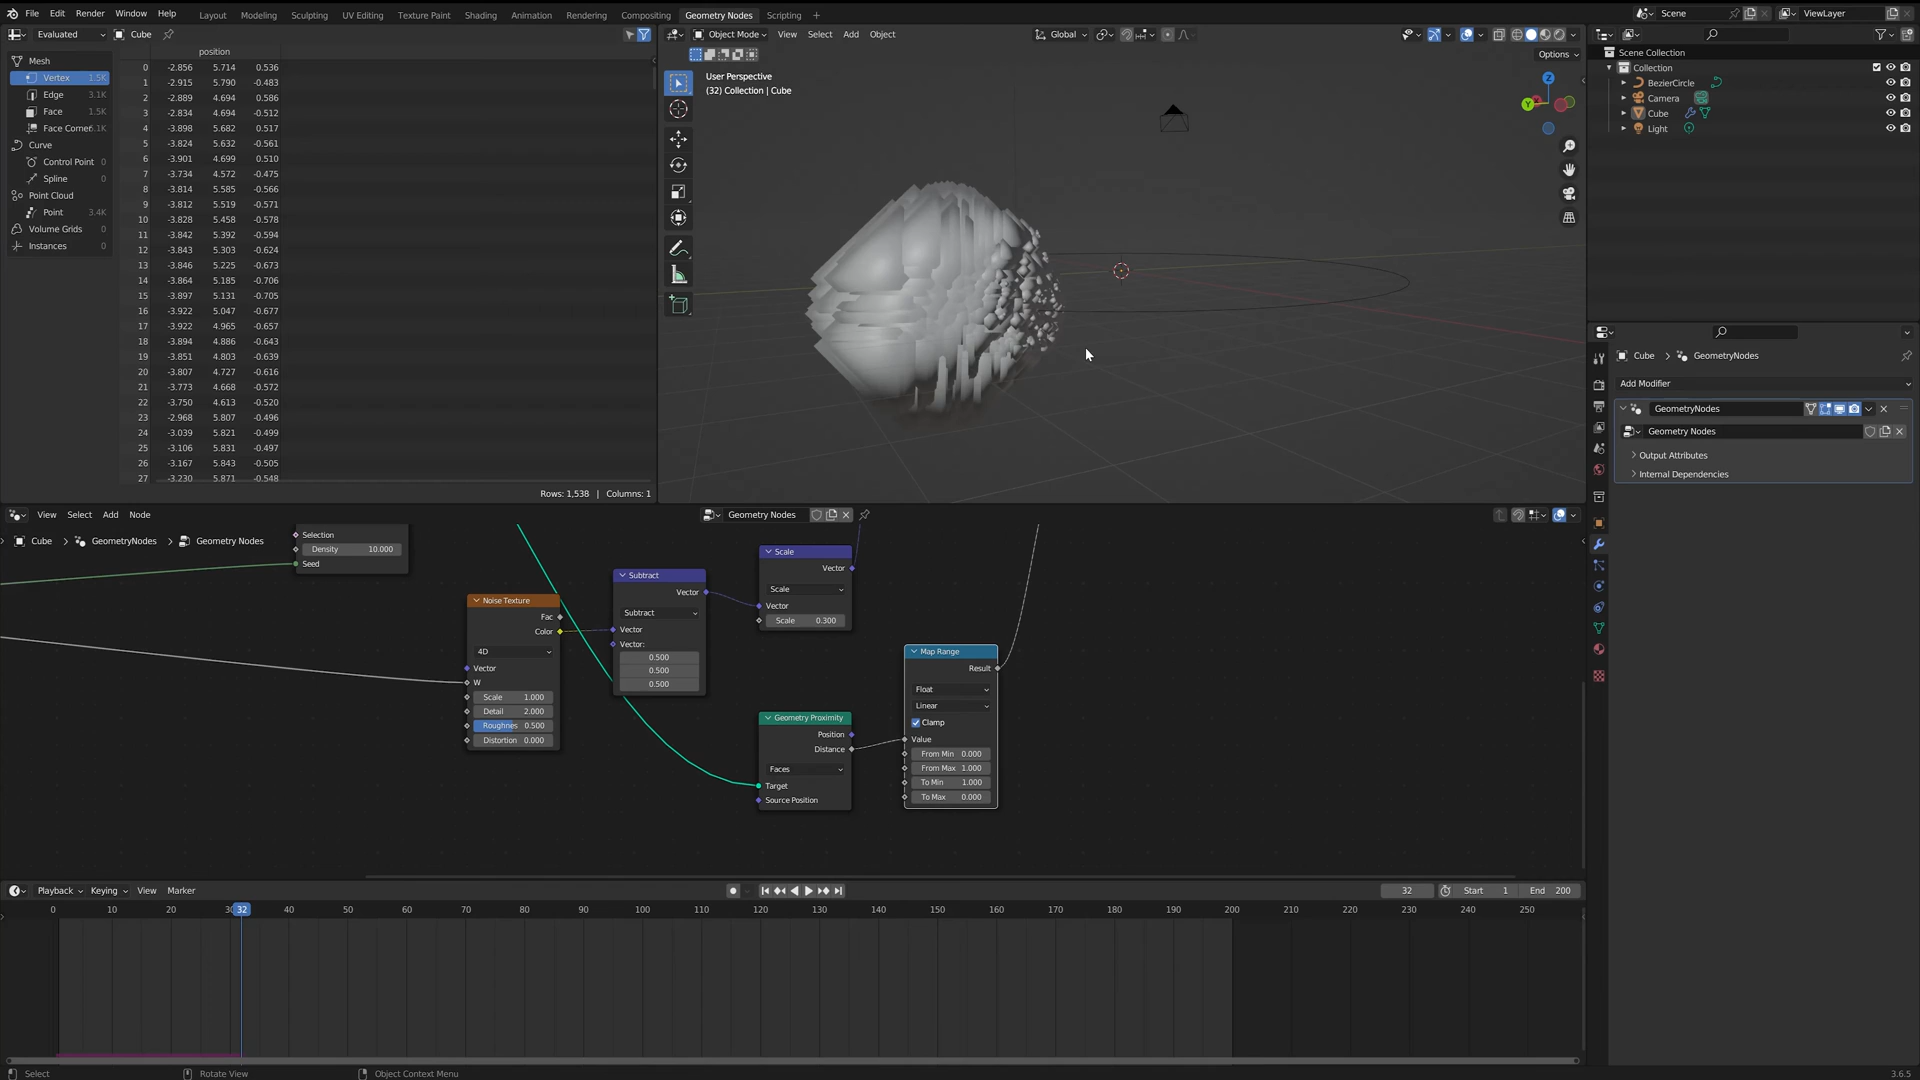 File Edit Render Window Help Layout Modeling Sculpting UV Editing Texture Paint Shading Animation Rendering Compositing Geometry Nodes Scripting + Scene ViewLayer
Evaluated Cube
position
Mesh
Vertex 1.5K
Edge 3.1K
Face 1.5K
Face Corner 6.1K
Curve
Control Point 0
Spline 0
Point Cloud
Point 3.4K
Volume Grids 0
Instances 0
0 -2.856 5.714 0.536
1 -2.915 5.790 -0.483
2 -2.889 4.694 0.586
3 -2.834 4.694 -0.512
4 -3.898 5.682 0.517
5 -3.824 5.632 -0.561
6 -3.901 4.699 0.510
7 -3.734 4.572 -0.475
8 -3.814 5.585 -0.566
9 -3.812 5.519 -0.571
10 -3.828 5.458 -0.578
11 -3.842 5.392 -0.594
12 -3.843 5.303 -0.624
13 -3.846 5.225 -0.673
14 -3.864 5.185 -0.706
15 -3.897 5.131 -0.705
16 -3.922 5.047 -0.677
17 -3.922 4.965 -0.657
18 -3.894 4.886 -0.643
19 -3.851 4.803 -0.639
20 -3.807 4.727 -0.616
21 -3.773 4.668 -0.572
22 -3.750 4.613 -0.520
23 -2.968 5.807 -0.496
24 -3.039 5.821 -0.499
25 -3.106 5.831 -0.497
26 -3.167 5.843 -0.505
27 -3.230 5.871 -0.548
Rows: 1,538 | Columns: 1
Object Mode View Select Add Object Global
Options
User Perspective
(32) Collection | Cube
Z
Y
Scene Collection
Collection
BezierCircle
Camera
Cube
Light
Cube > GeometryNodes
Add Modifier
GeometryNodes
Geometry Nodes
Output Attributes
Internal Dependencies
View Select Add Node Geometry Nodes
Cube > GeometryNodes > Geometry Nodes
Selection
Density 10.000
Seed
Noise Texture
Fac
Color
4D
Vector
W
Scale 1.000
Detail 2.000
Roughnes 0.500
Distortion 0.000
Subtract
Vector
Subtract
Vector
Vector:
0.500
0.500
0.500
Scale
Vector
Scale
Vector
Scale 0.300
Geometry Proximity
Position
Distance
Faces
Target
Source Position
Map Range
Result
Float
Linear
Clamp
Value
From Min 0.000
From Max 1.000
To Min 1.000
To Max 0.000
Playback Keying View Marker 32 Start 1 End 200
0 10 20 30 32 40 50 60 70 80 90 100 110 120 130 140 150 160 170 180 190 200 210 220 230 240 250
Select Rotate View Object Context Menu 3.6.5